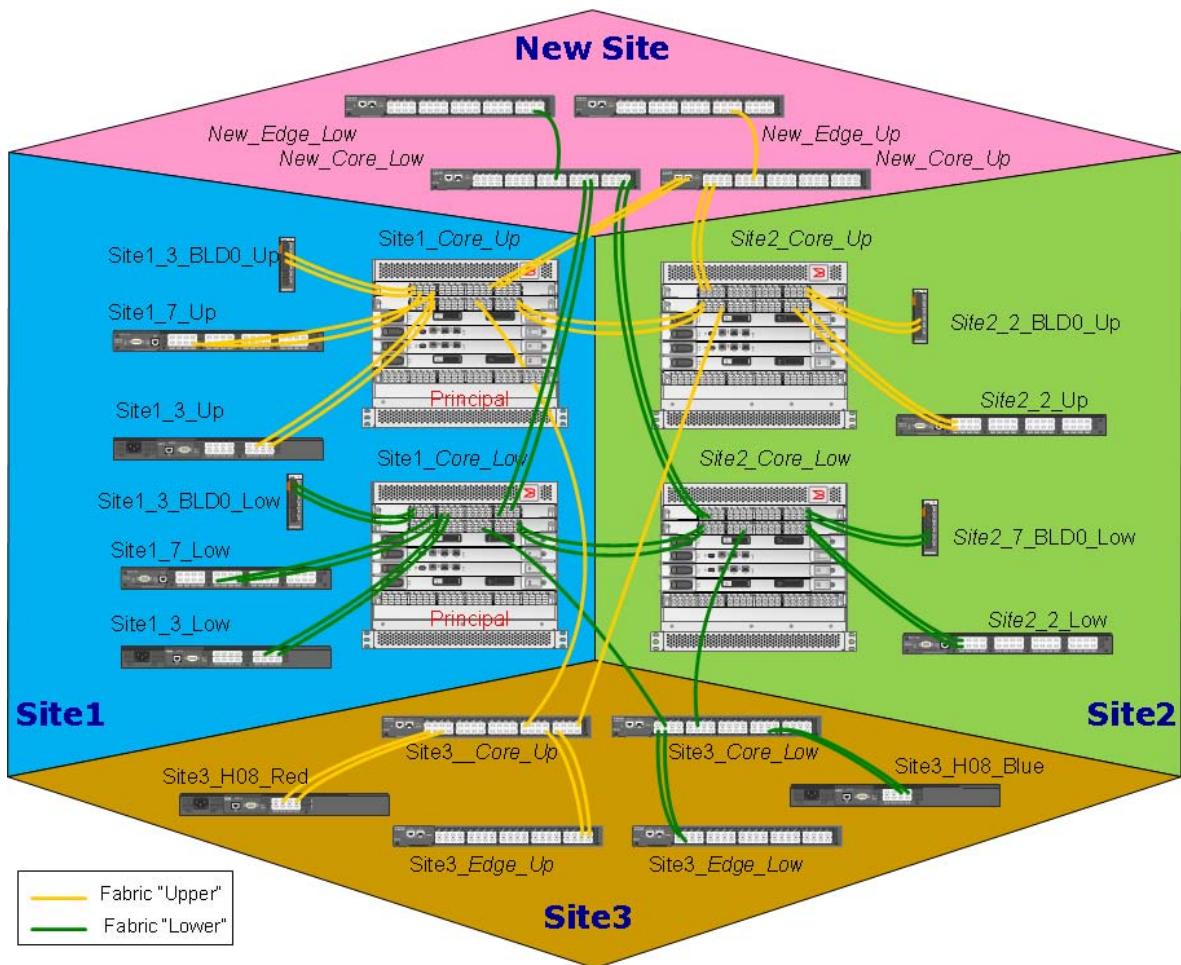 New Site
New_Edge_Low
New_Edge_Up
New_Core_Low
New_Core_Up
Site1_Core_Up
Site2_Core_Up
Site1_3_BLD0_Up
Site1_7_Up
Site2_2_BLD0_Up
Principal
Site1_3_Up
Site2_2_Up
Site1_Core_Low
Site2_Core_Low
Site1_3_BLD0_Low
Site1_7_Low
Site2_7_BLD0_Low
Principal
Site1_3_Low
Site2_2_Low
Site1
Site2
Site3__Core_Up
Site3_Core_Low
Site3_H08_Red
Site3_H08_Blue
Site3_Edge_Up
Site3_Edge_Low
Fabric "Upper"
Fabric "Lower"
Site3